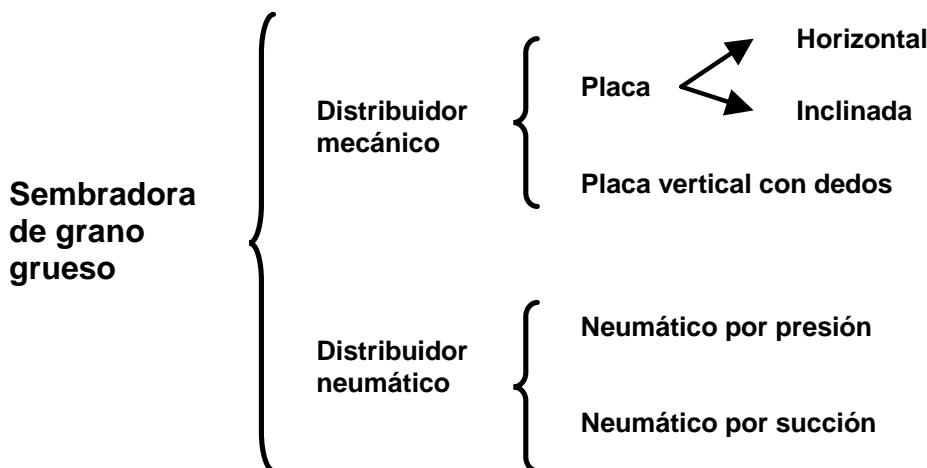 Sembradora
de grano
grueso
Distribuidor
mecánico
Placa
Horizontal
Inclinada
Placa vertical con dedos
Distribuidor
neumático
Neumático por presión
Neumático por succión